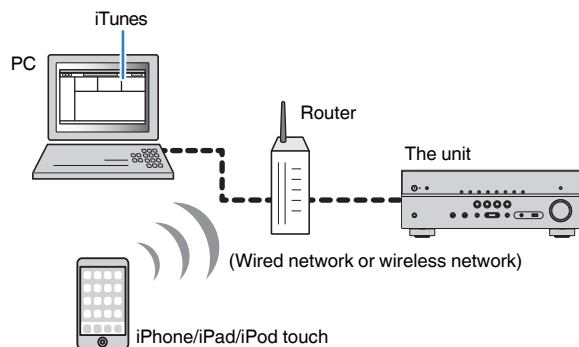 iTunes
PC
Router
The unit
(Wired network or wireless network)
iPhone/iPad/iPod touch